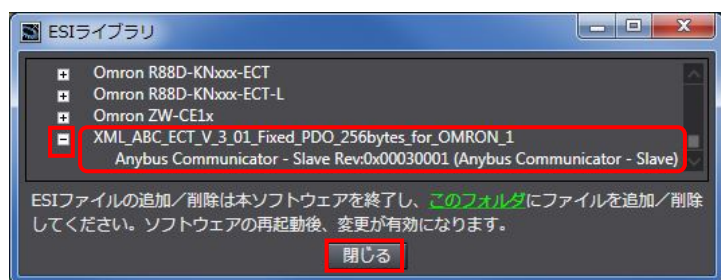 ESIライブラリ
Omron R88D-KNxxx-ECT
Omron R88D-KNxxx-ECT-L
Omron ZW-CE1x
XML_ABC_ECT_V_3_01_Fixed_PDO_256bytes_for_OMRON_1
Anybus Communicator - Slave Rev:0x00030001 (Anybus Communicator - Slave)
ESIファイルの追加／削除は本ソフトウェアを終了し、このフォルダにファイルを追加／削除
してください。ソフトウェアの再起動後、変更が有効になります。
閉じる